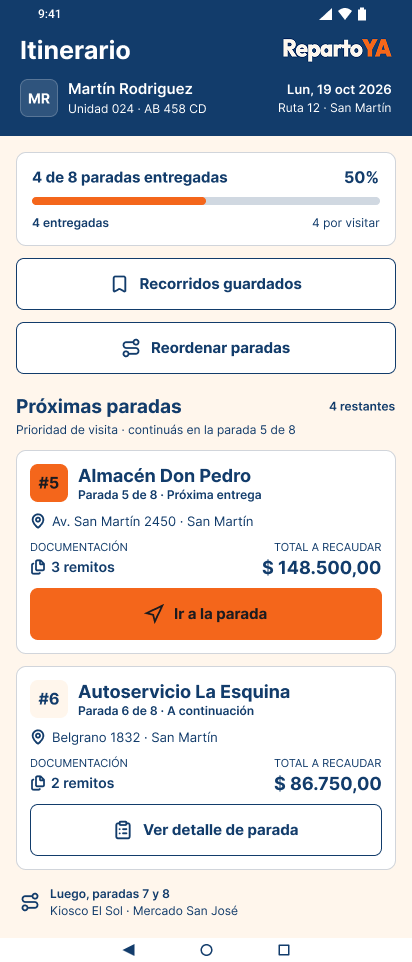 9:41
Itinerario
RepartoYA
MR
Martín Rodriguez
Unidad 024 · AB 458 CD
Lun, 19 oct 2026
Ruta 12 · San Martín
4 de 8 paradas entregadas
50%
4 entregadas
4 por visitar
Recorridos guardados
Reordenar paradas
Próximas paradas
4 restantes
Prioridad de visita · continuás en la parada 5 de 8
#5
Almacén Don Pedro
Parada 5 de 8 · Próxima entrega
Av. San Martín 2450 · San Martín
DOCUMENTACIÓN
TOTAL A RECAUDAR
3 remitos
$ 148.500,00
Ir a la parada
#6
Autoservicio La Esquina
Parada 6 de 8 · A continuación
Belgrano 1832 · San Martín
DOCUMENTACIÓN
TOTAL A RECAUDAR
2 remitos
$ 86.750,00
Ver detalle de parada
Luego, paradas 7 y 8
Kiosco El Sol · Mercado San José